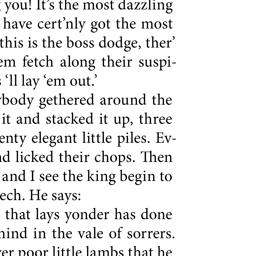 you! It's the most dazzling
have cert'nly got the most
this is the boss dodge, ther'
em fetch along their suspi-
'll lay 'em out.'
rybody gethered around the
it and stacked it up, three
enty elegant little piles. Ev-
nd licked their chops. Then
and I see the king begin to
ech. He says:
that lays yonder has done
hind in the vale of sorrers.
er poor little lambs that he